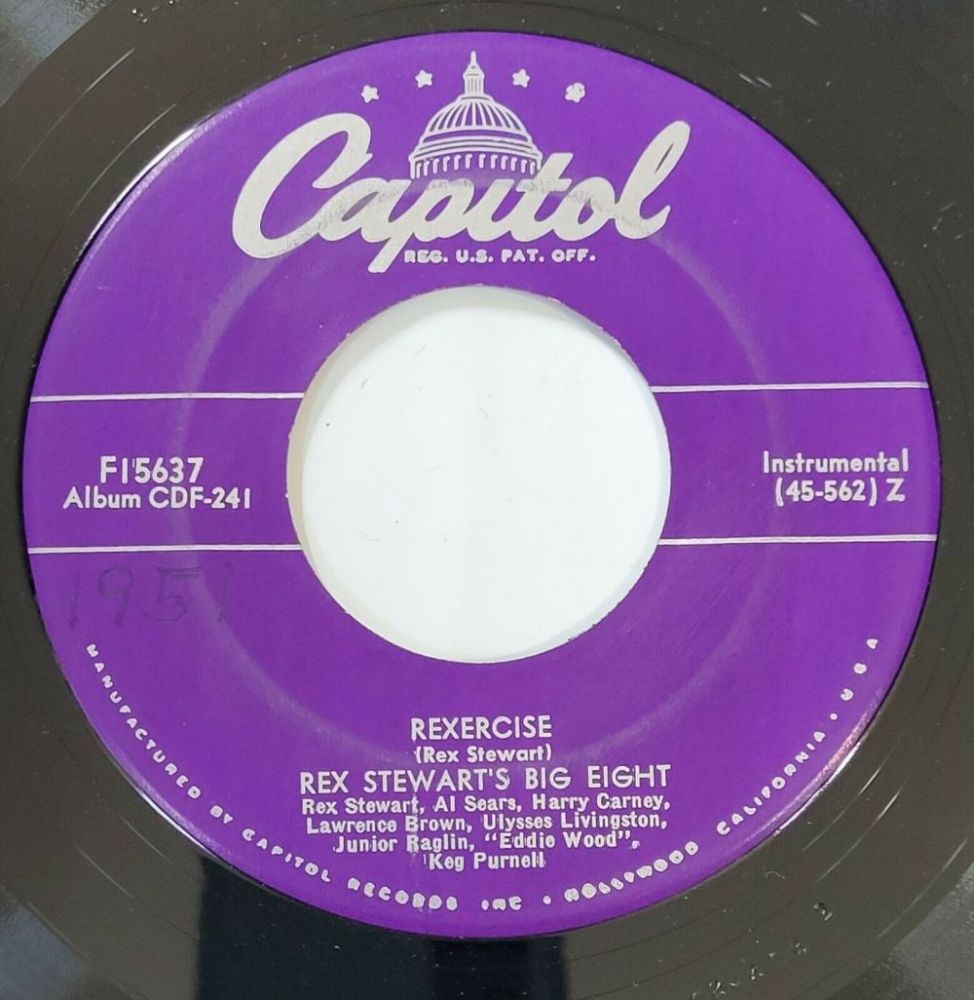 Capitol
REG. U.S. PAT. OFF.
F15637
Album CDF-241
Instrumental
(45-562) Z
1951
REXERCISE
(Rex Stewart)
REX STEWART'S BIG EIGHT
Rex Stewart, Al Sears, Harry Carney,
Lawrence Brown, Ulysses Livingston,
Junior Raglin, "Eddie Wood",
Keg Purnell
MANUFACTURED BY CAPITOL RECORDS INC • HOLLYWOOD CALIFORNIA • U S A